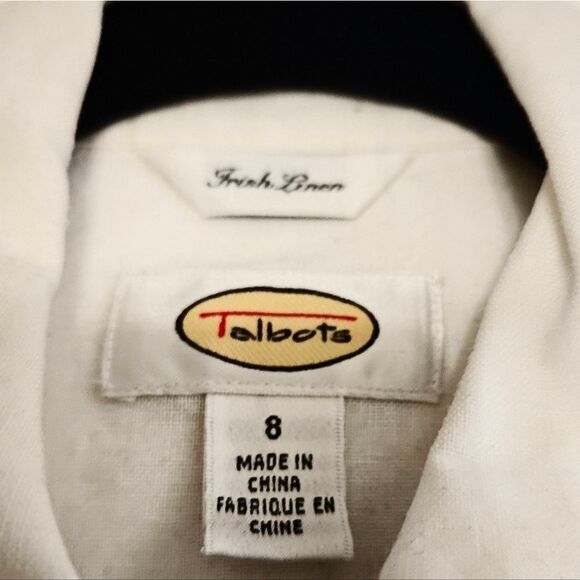 Irish Linen
Talbots
8
MADE IN
CHINA
FABRIQUE EN
CHINE